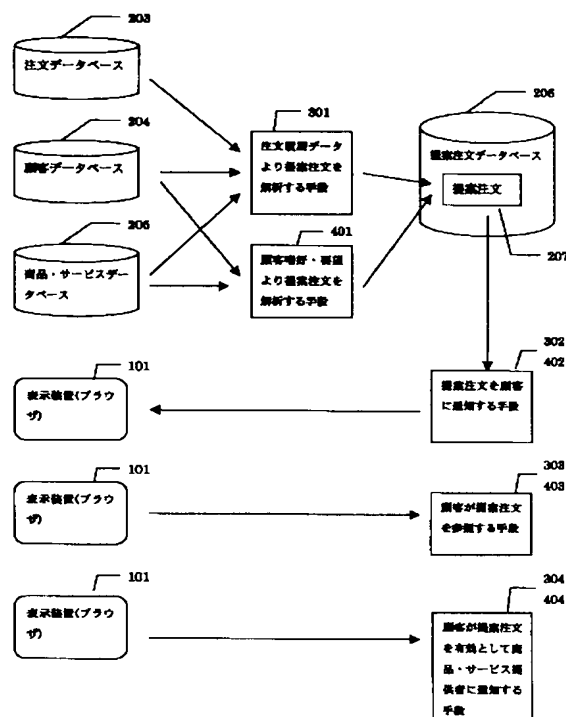 203
注文データベース
204
顧客データベース
205
商品・サービスデー
タベース
301
注文履歴データ
より提案注文を
解析する手段
401
顧客嗜好・要望
より提案注文を
解析する手段
206
提案注文データベース
提案注文
207
302
402
提案注文を顧客
に通知する手段
101
表示装置(ブラウ
ザ)
101
表示装置(ブラウ
ザ)
303
403
顧客が提案注文
を参照する手段
101
表示装置(ブラウ
ザ)
304
404
顧客が提案注文
を有効として商
品・サービス提
供者に通知する
手段